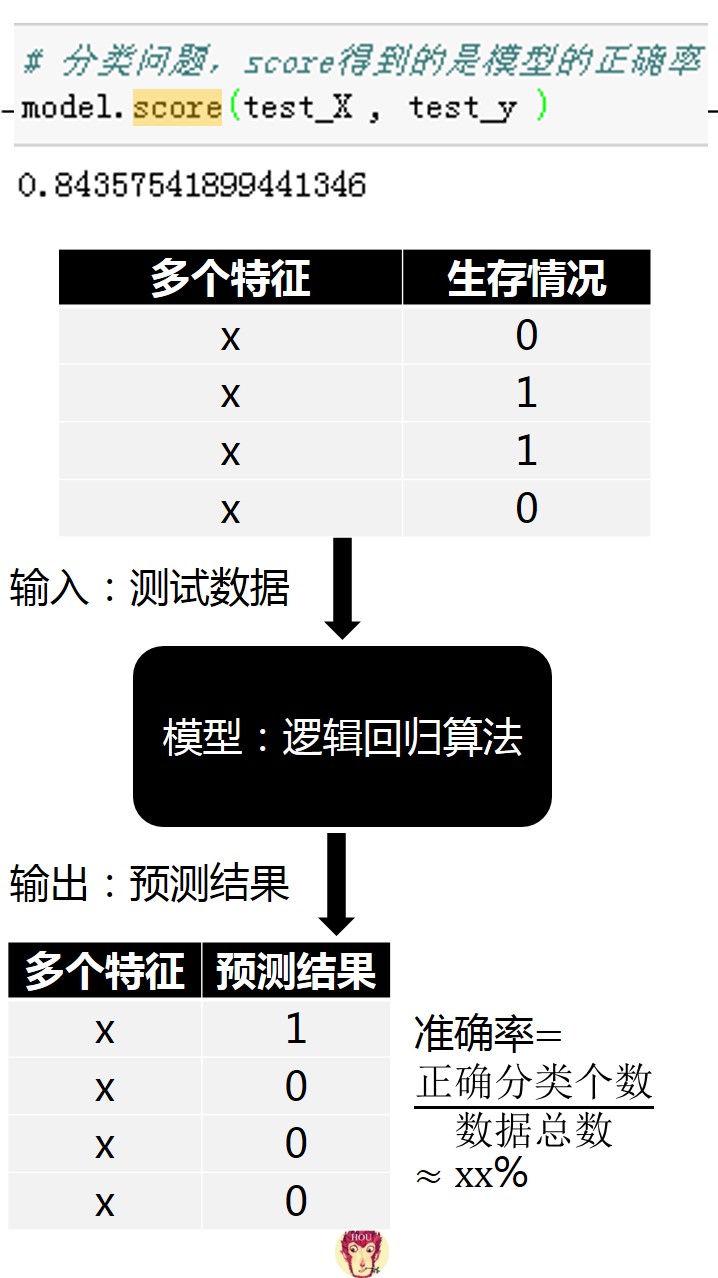 # 分类问题，score得到的是模型的正确率
model.score(test_X , test_y )
0.84357541899441346
多个特征 生存情况
x 0
x 1
x 1
x 0
输入：测试数据
模型：逻辑回归算法
输出：预测结果
多个特征 预测结果
x 1
x 0
x 0
x 0
准确率=
正确分类个数
数据总数
≈ xx%
HOU